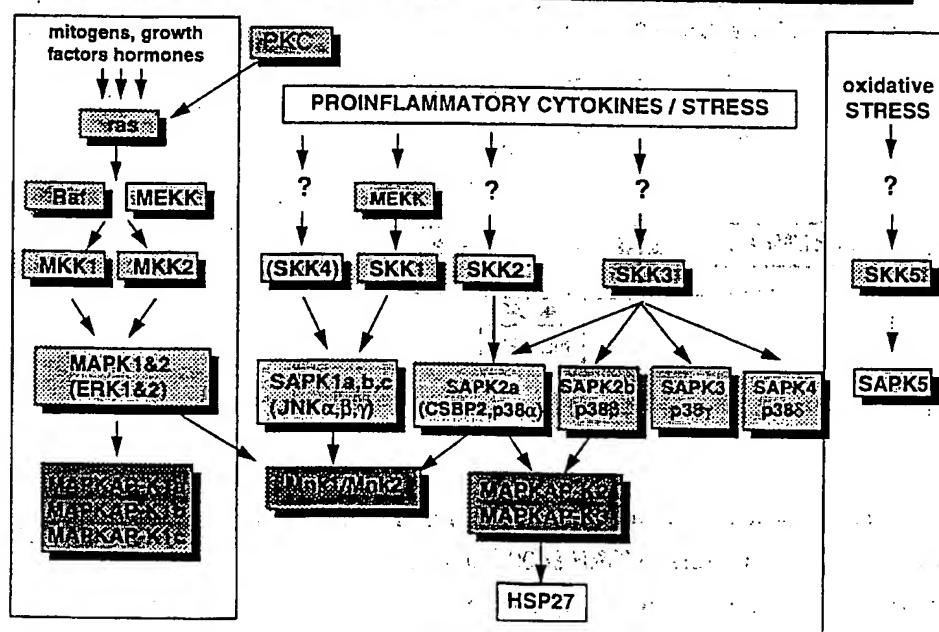 mitogens, growth
factors hormones
PKC
ras
Raf
MEKK
MKK1
MKK2
MAPK1&2
(ERK1&2)
MAPKAP-K1a
MAPKAP-K1b
MAPKAP-K1c
PROINFLAMMATORY CYTOKINES / STRESS
?
MEKK
?
?
(SKK4)
SKK1
SKK2
SKK3
SAPK1a,b,c
(JNKα,β,γ)
SAPK2a
(CSBP2,p38α)
SAPK2b
p38β
SAPK3
p38γ
SAPK4
p38δ
Mnk1/Mnk2
MAPKAP-K2
MAPKAP-K3
HSP27
oxidative
STRESS
?
SKK5
SAPK5